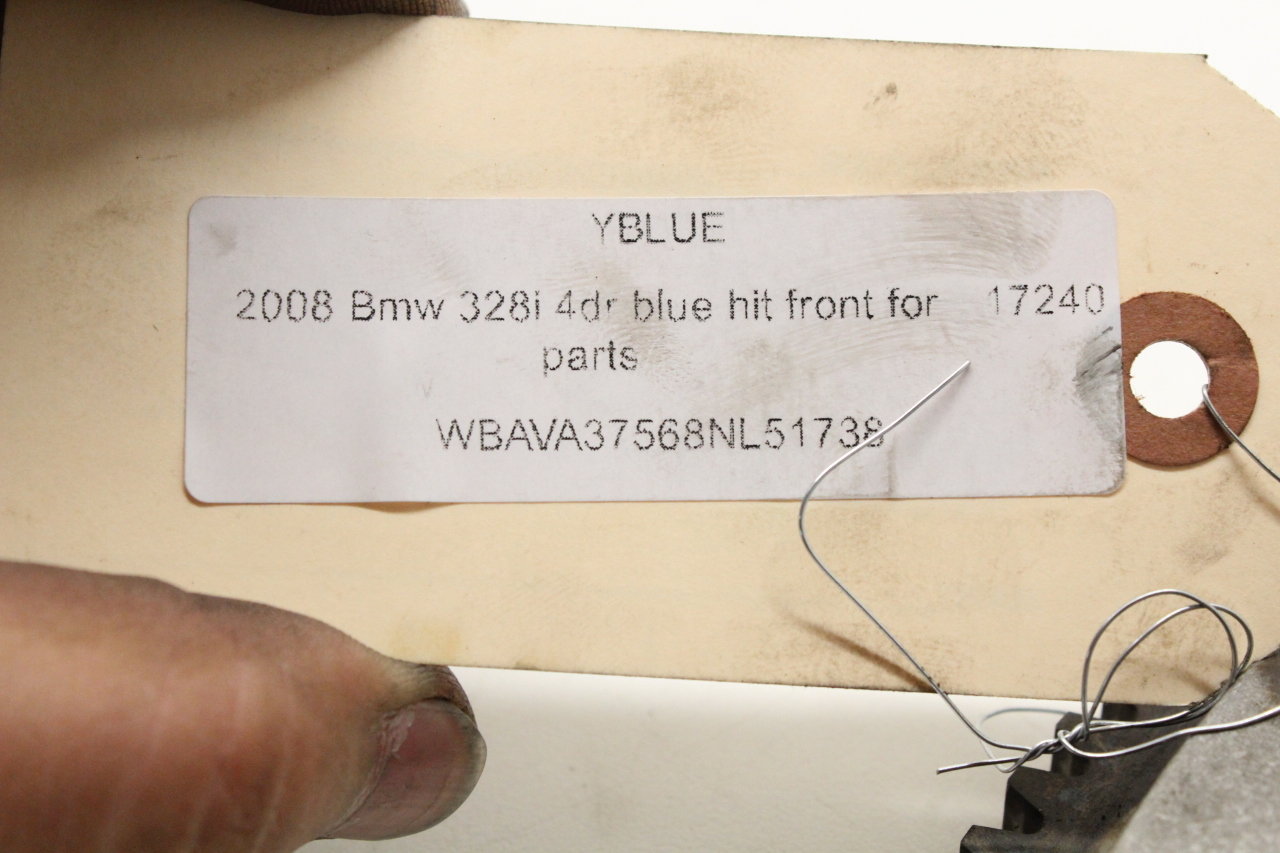 YBLUE
2008 Bmw 328i 4dr blue hit front for 17240
parts
WBAVA37568NL51738